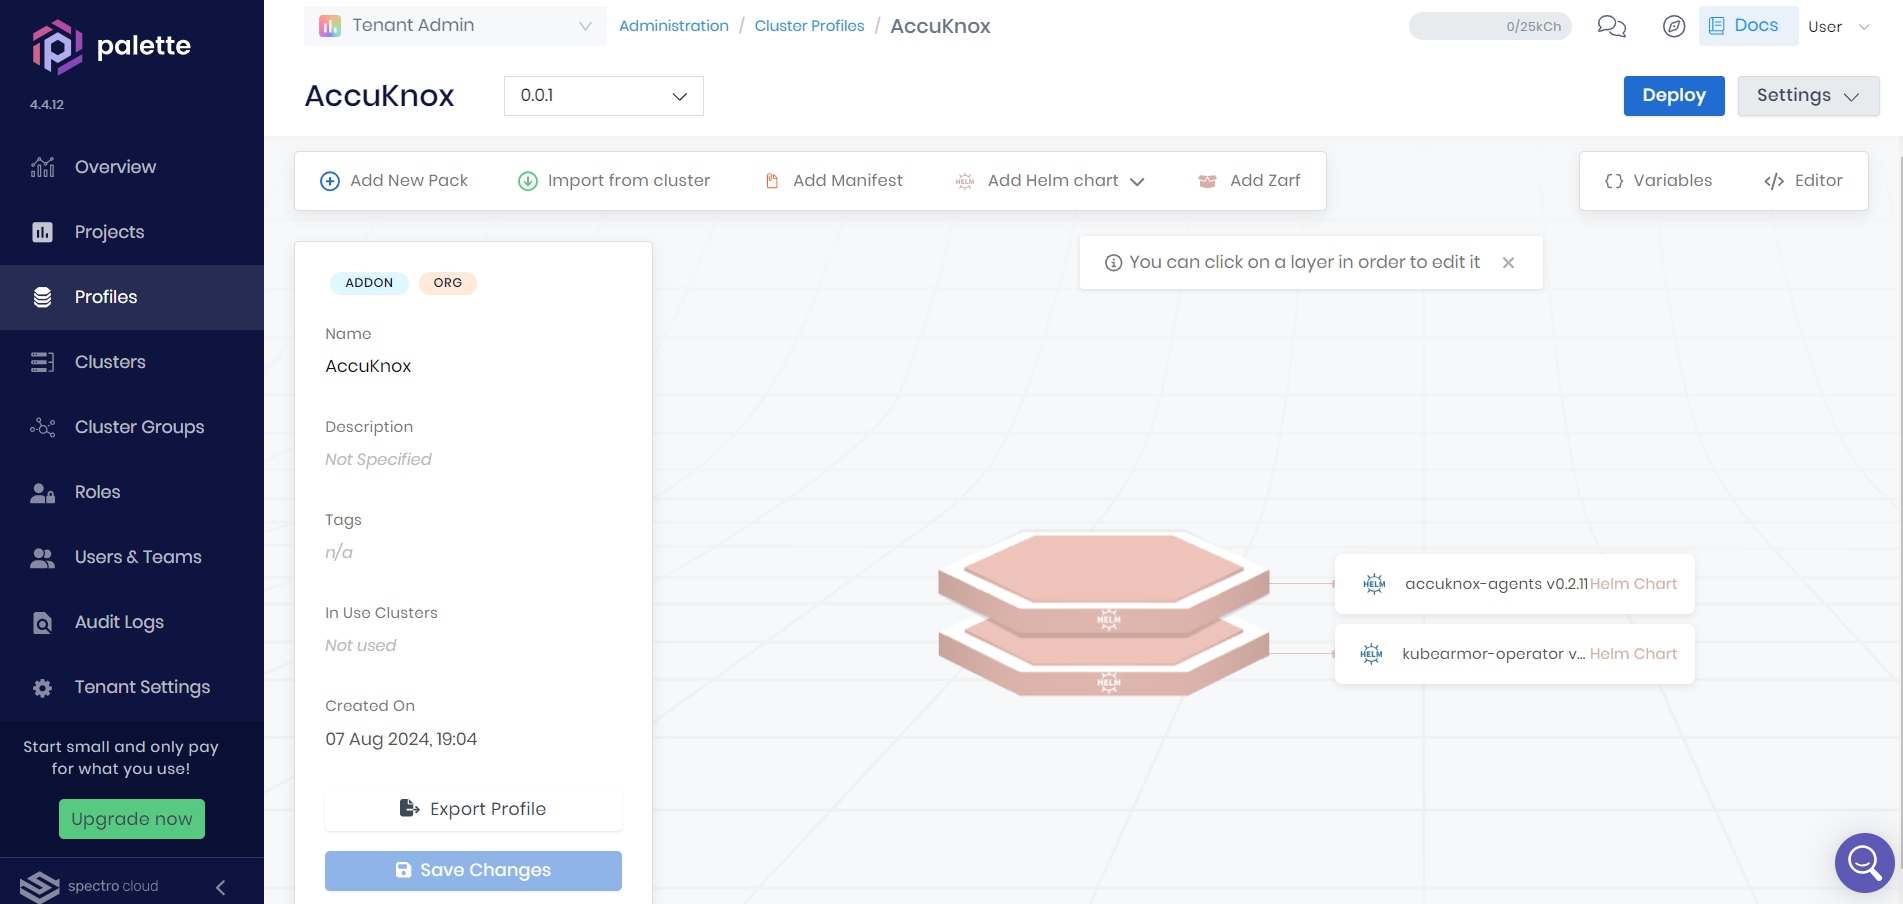 palette
4.4.12
Overview
Projects
Profiles
Clusters
Cluster Groups
Roles
Users & Teams
Audit Logs
Tenant Settings
Start small and only pay
for what you use!
Upgrade now
spectro cloud
Tenant Admin
Administration / Cluster Profiles / AccuKnox
0/25kCh
Docs
User
AccuKnox
0.0.1
Deploy
Settings
Add New Pack
Import from cluster
Add Manifest
HELM
Add Helm chart
Add Zarf
{} Variables
</> Editor
You can click on a layer in order to edit it
ADDON
ORG
Name
AccuKnox
Description
Not Specified
Tags
n/a
In Use Clusters
Not used
Created On
07 Aug 2024, 19:04
Export Profile
Save Changes
HELM
HELM
HELM accuknox-agents v0.2.11 Helm Chart
HELM kubearmor-operator v... Helm Chart